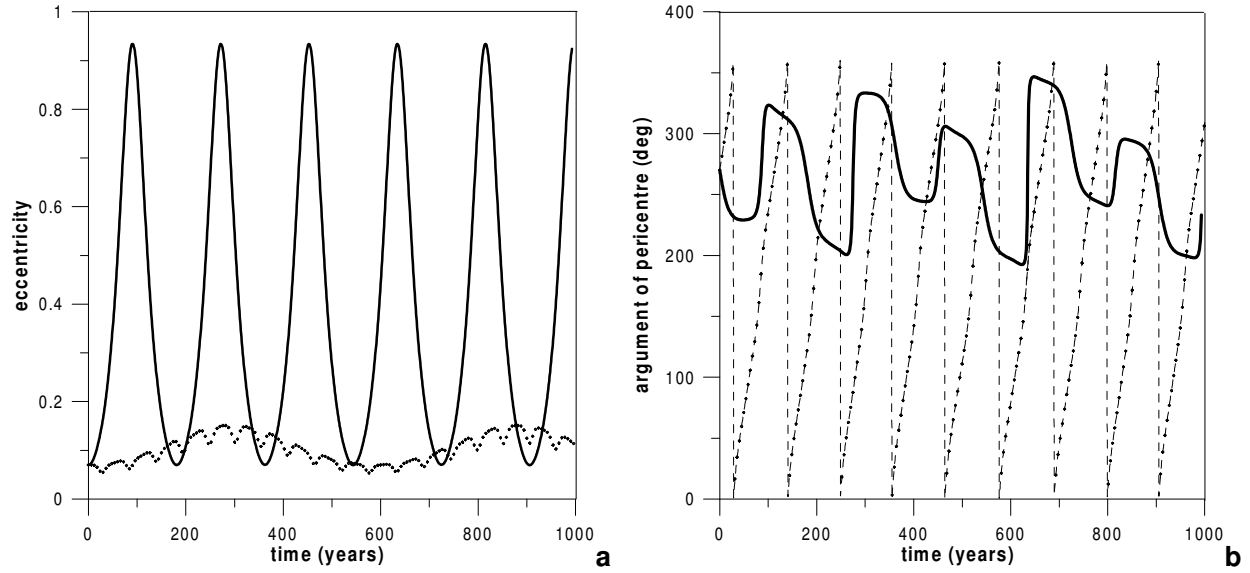 1
0.8
0.6
0.4
0.2
0
eccentricity
0 200 400 600 800 1000
time (years)
a
400
300
200
100
0
argument of pericentre (deg)
0 200 400 600 800 1000
time (years)
b